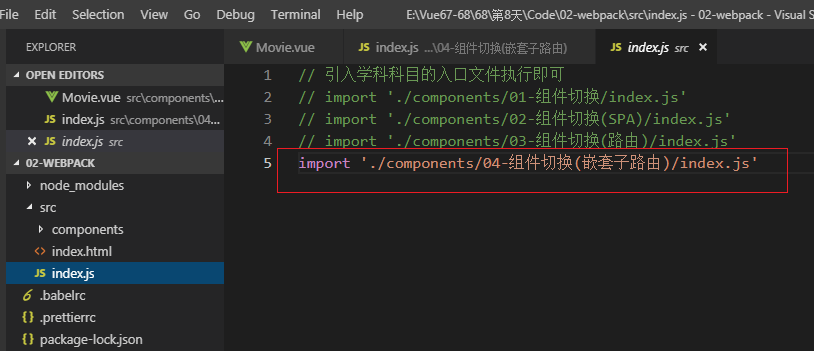 File Edit Selection View Go Debug Terminal Help E:\Vue67-68\68\第8天\Code\02-webpack\src\index.js - 02-webpack - Visual S
EXPLORER
Movie.vue
JS index.js ...\04-组件切换(嵌套子路由)
JS index.js src ×
OPEN EDITORS
Movie.vue src\components\...
JS index.js src\components\04...
× JS index.js src
02-WEBPACK
node_modules
src
components
<> index.html
JS index.js
.babelrc
{ } .prettierrc
{ } package-lock.json
1 // 引入学科科目的入口文件执行即可
2 // import './components/01-组件切换/index.js'
3 // import './components/02-组件切换(SPA)/index.js'
4 // import './components/03-组件切换(路由)/index.js'
5 import './components/04-组件切换(嵌套子路由)/index.js'